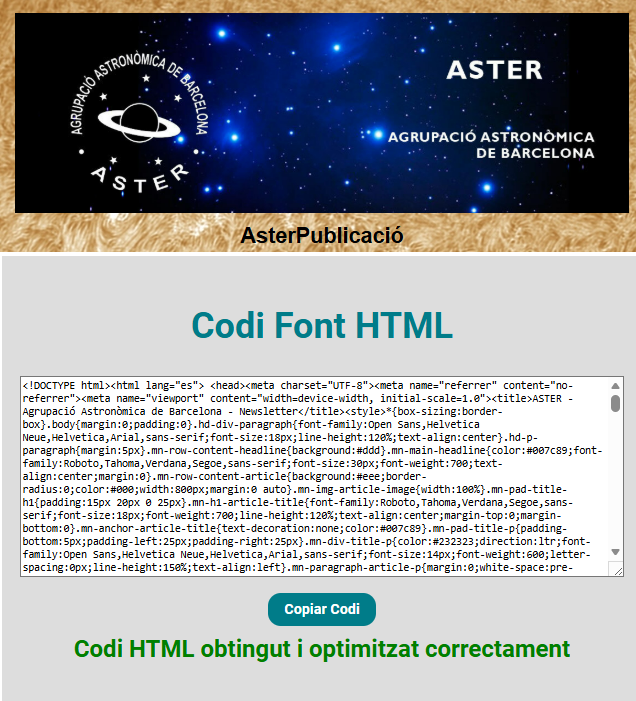 AGRUPACIÓ ASTRONÒMICA DE BARCELONA
ASTER
ASTER
AGRUPACIÓ ASTRONÒMICA
DE BARCELONA
AsterPublicació
Codi Font HTML
<!DOCTYPE html><html lang="es"> <head><meta charset="UTF-8"><meta name="referrer" content="no-
referrer"><meta name="viewport" content="width=device-width, initial-scale=1.0"><title>ASTER -
Agrupació Astronòmica de Barcelona - Newsletter</title><style>*{box-sizing:border-
box}.body{margin:0;padding:0}.hd-div-paragraph{font-family:Open Sans,Helvetica
Neue,Helvetica,Arial,sans-serif;font-size:18px;line-height:120%;text-align:center}.hd-p-
paragraph{margin:5px}.mn-row-content-headline{background:#ddd}.mn-main-headline{color:#007c89;font-
family:Roboto,Tahoma,Verdana,Segoe,sans-serif;font-size:30px;font-weight:700;text-
align:center;margin:0}.mn-row-content-article{background:#eee;border-
radius:0;color:#000;width:800px;margin:0 auto}.mn-img-article-image{width:100%}.mn-pad-title-
h1{padding:15px 20px 0 25px}.mn-h1-article-title{font-family:Roboto,Tahoma,Verdana,Segoe,sans-
serif;font-size:18px;font-weight:700;line-height:120%;text-align:center;margin-top:0;margin-
bottom:0}.mn-anchor-article-title{text-decoration:none;color:#007c89}.mn-pad-title-p{padding-
bottom:5px;padding-left:25px;padding-right:25px}.mn-div-title-p{color:#232323;direction:ltr;font-
family:Open Sans,Helvetica Neue,Helvetica,Arial,sans-serif;font-size:14px;font-weight:600;letter-
spacing:0px;line-height:150%;text-align:left}.mn-paragraph-article-p{margin:0;white-space:pre-
Copiar Codi
Codi HTML obtingut i optimitzat correctament